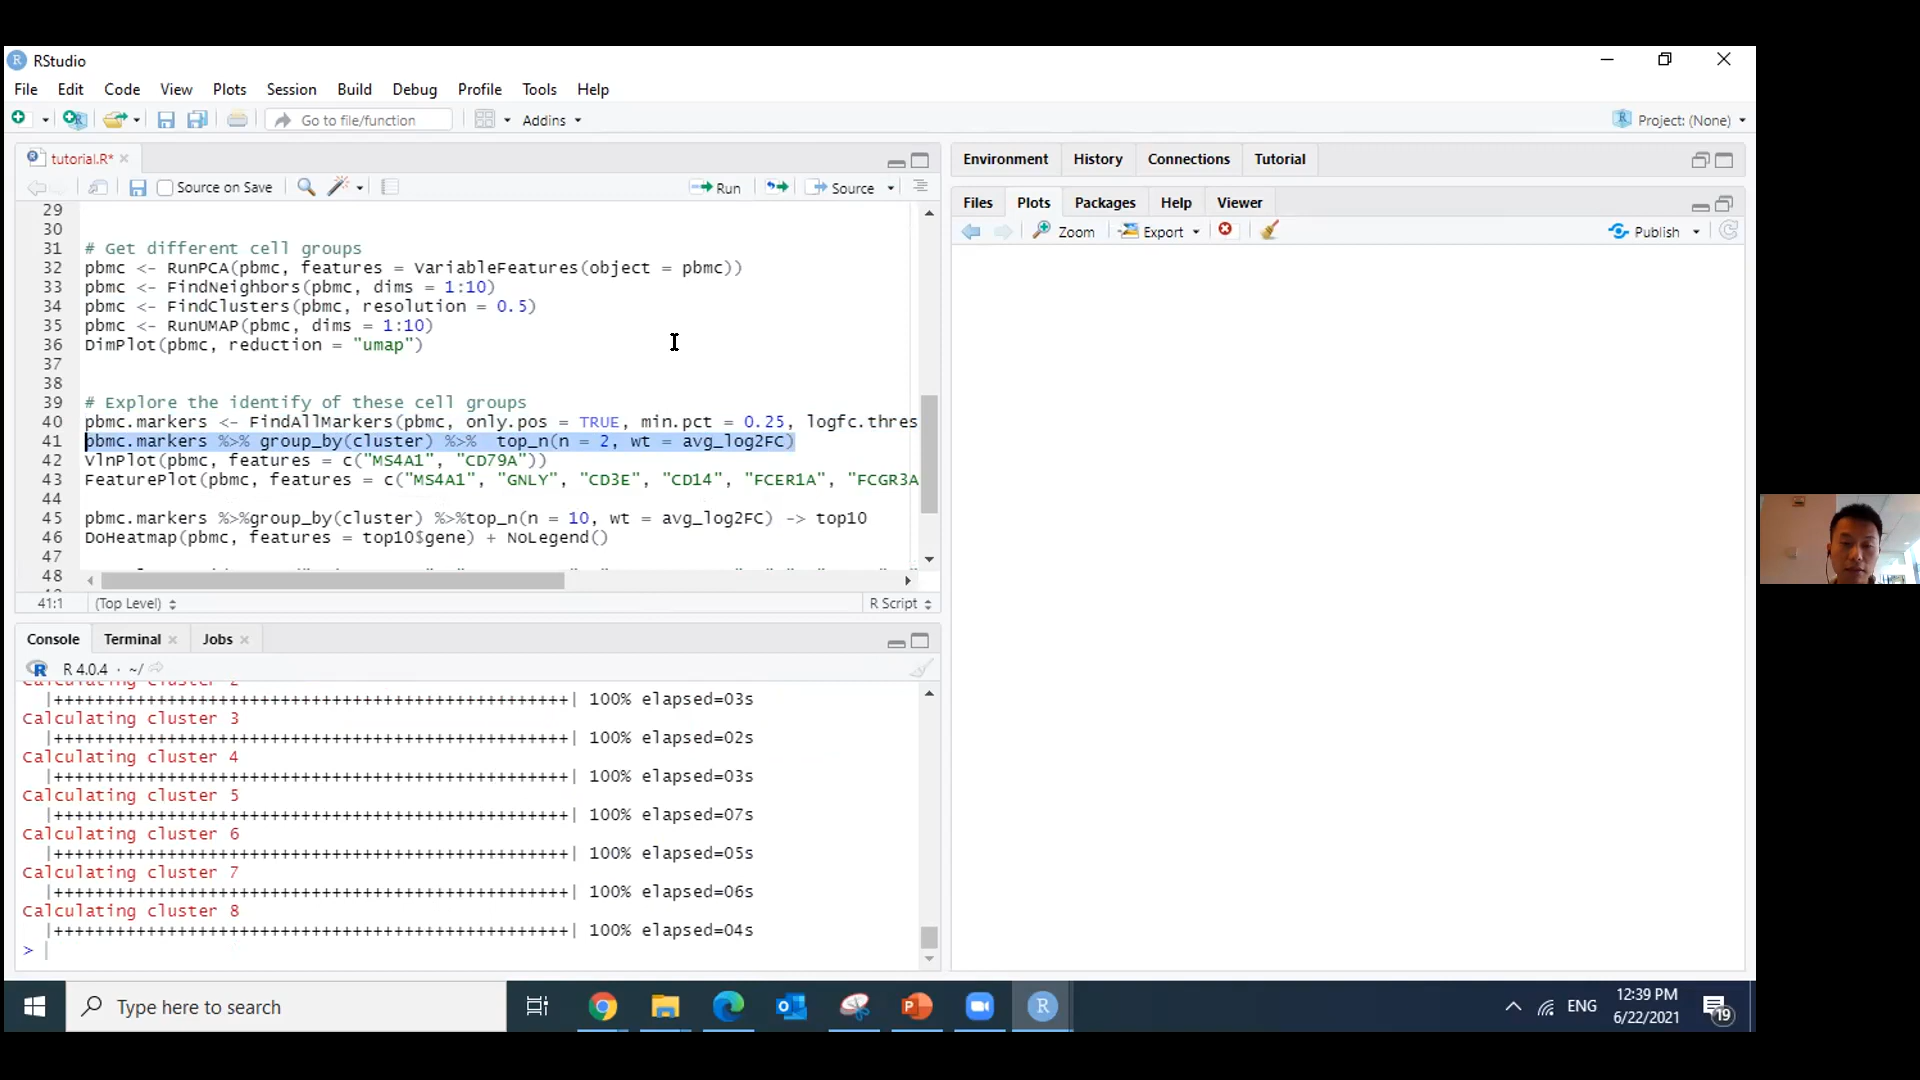 RStudio
File Edit Code View Plots Session Build Debug Profile Tools Help
Go to file/function Addins Project: (None)
tutorial.R*
Source on Save Run Source
29
30
31 # Get different cell groups
32 pbmc <- RunPCA(pbmc, features = VariableFeatures(object = pbmc))
33 pbmc <- FindNeighbors(pbmc, dims = 1:10)
34 pbmc <- FindClusters(pbmc, resolution = 0.5)
35 pbmc <- RunUMAP(pbmc, dims = 1:10)
36 DimPlot(pbmc, reduction = "umap")
37
38
39 # Explore the identify of these cell groups
40 pbmc.markers <- FindAllMarkers(pbmc, only.pos = TRUE, min.pct = 0.25, logfc.thres
41 pbmc.markers %>% group_by(cluster) %>%  top_n(n = 2, wt = avg_log2FC)
42 VlnPlot(pbmc, features = c("MS4A1", "CD79A"))
43 FeaturePlot(pbmc, features = c("MS4A1", "GNLY", "CD3E", "CD14", "FCER1A", "FCGR3A
44
45 pbmc.markers %>%group_by(cluster) %>%top_n(n = 10, wt = avg_log2FC) -> top10
46 DoHeatmap(pbmc, features = top10$gene) + NoLegend()
47
48
41:1 (Top Level) R Script
Console Terminal Jobs
R 4.0.4 · ~/
Calculating cluster 2
|++++++++++++++++++++++++++++++++++++++++++++++++++| 100% elapsed=03s
Calculating cluster 3
|++++++++++++++++++++++++++++++++++++++++++++++++++| 100% elapsed=02s
Calculating cluster 4
|++++++++++++++++++++++++++++++++++++++++++++++++++| 100% elapsed=03s
Calculating cluster 5
|++++++++++++++++++++++++++++++++++++++++++++++++++| 100% elapsed=07s
Calculating cluster 6
|++++++++++++++++++++++++++++++++++++++++++++++++++| 100% elapsed=05s
Calculating cluster 7
|++++++++++++++++++++++++++++++++++++++++++++++++++| 100% elapsed=06s
Calculating cluster 8
|++++++++++++++++++++++++++++++++++++++++++++++++++| 100% elapsed=04s
>
Environment History Connections Tutorial
Files Plots Packages Help Viewer
Zoom Export Publish
Type here to search
ENG
12:39 PM
6/22/2021
19